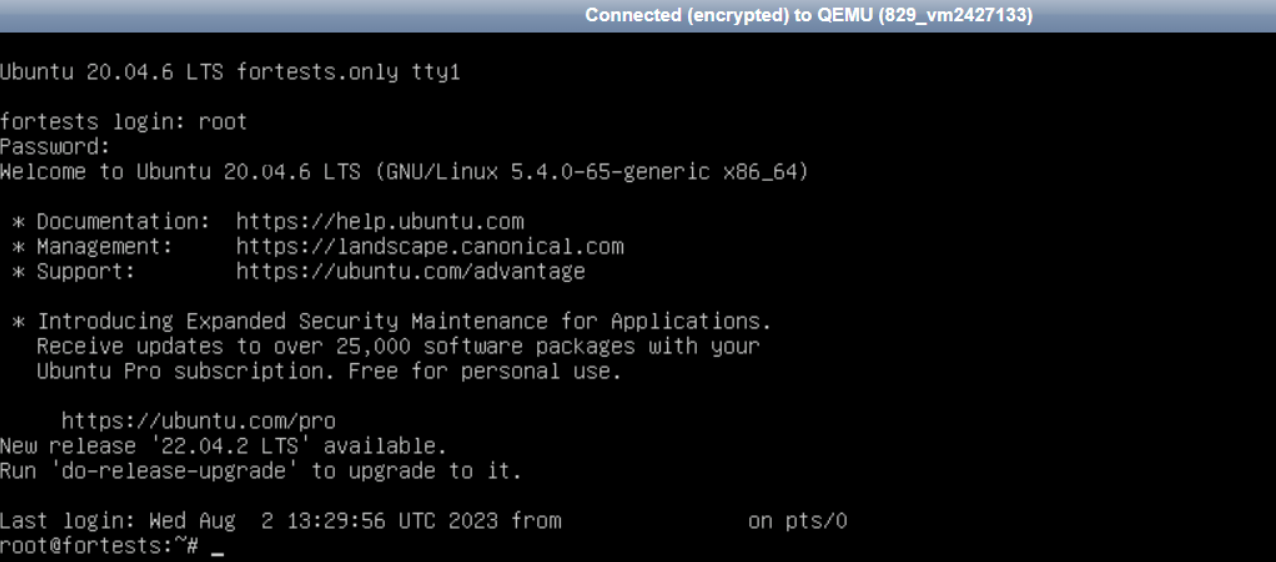 Connected (encrypted) to QEMU (829_vm2427133)
Ubuntu 20.04.6 LTS fortests.only tty1
fortests login: root
Password:
Welcome to Ubuntu 20.04.6 LTS (GNU/Linux 5.4.0-65-generic x86_64)
* Documentation:  https://help.ubuntu.com
* Management:     https://landscape.canonical.com
* Support:        https://ubuntu.com/advantage
* Introducing Expanded Security Maintenance for Applications.
Receive updates to over 25,000 software packages with your
Ubuntu Pro subscription. Free for personal use.
https://ubuntu.com/pro
New release '22.04.2 LTS' available.
Run 'do-release-upgrade' to upgrade to it.
Last login: Wed Aug  2 13:29:56 UTC 2023 from on pts/0
root@fortests:~# _